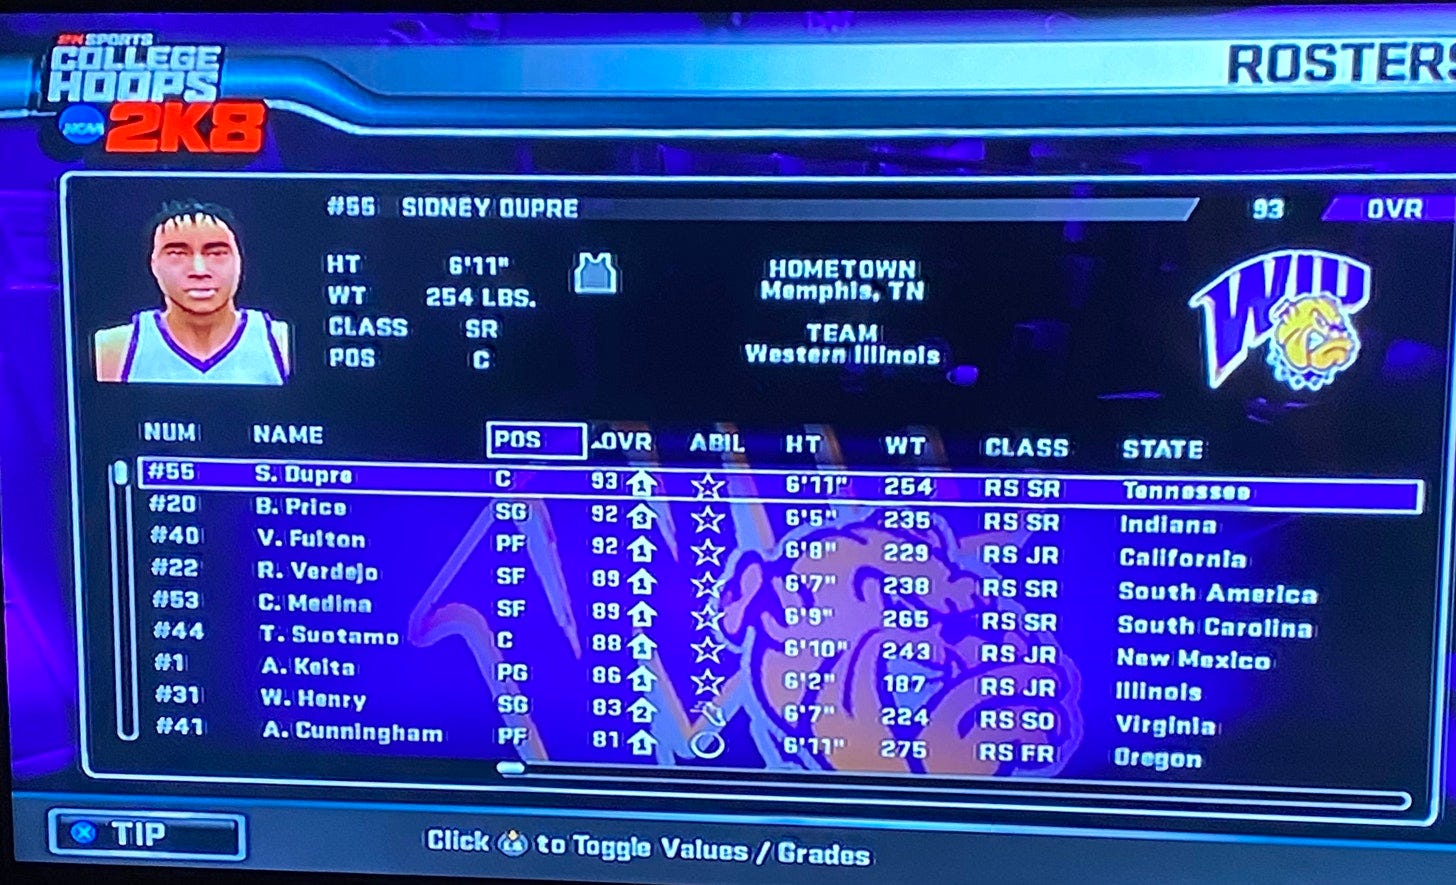 2K SPORTS
COLLEGE
HOOPS
NCAA 2K8
ROSTERS
#55 SIDNEY DUPRE 93 OVR
HT 6'11"
WT 254 LBS.
CLASS SR
POS C
HOMETOWN
Memphis, TN
TEAM
Western Illinois
WIU
NUM NAME POS OVR ABIL HT WT CLASS STATE
#55 S. Dupre C 93 1 6'11" 254 RS SR Tennessee
#20 B. Price SG 92 3 6'5" 235 RS SR Indiana
#40 V. Fulton PF 92 1 6'8" 229 RS JR California
#22 R. Verdejo SF 89 1 6'7" 238 RS SR South America
#53 C. Medina SF 89 1 6'9" 265 RS SR South Carolina
#44 T. Suotamo C 88 1 6'10" 243 RS JR New Mexico
#1 A. Keita PG 86 1 6'2" 187 RS JR Illinois
#31 W. Henry SG 83 2 6'7" 224 RS SO Virginia
#41 A. Cunningham PF 81 1 6'11" 275 RS FR Oregon
X TIP
Click to Toggle Values / Grades